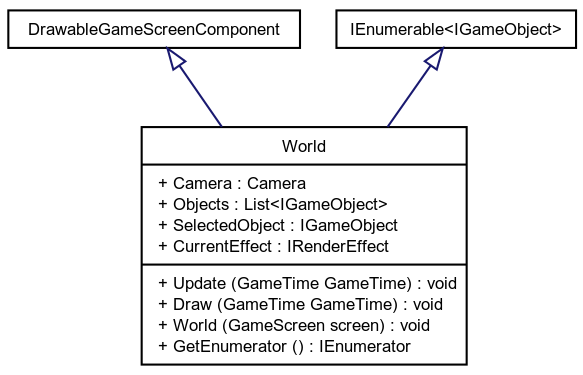 DrawableGameScreenComponent
IEnumerable<IGameObject>
World
+ Camera : Camera
+ Objects : List<IGameObject>
+ SelectedObject : IGameObject
+ CurrentEffect : IRenderEffect
+ Update (GameTime GameTime) : void
+ Draw (GameTime GameTime) : void
+ World (GameScreen screen) : void
+ GetEnumerator () : IEnumerator